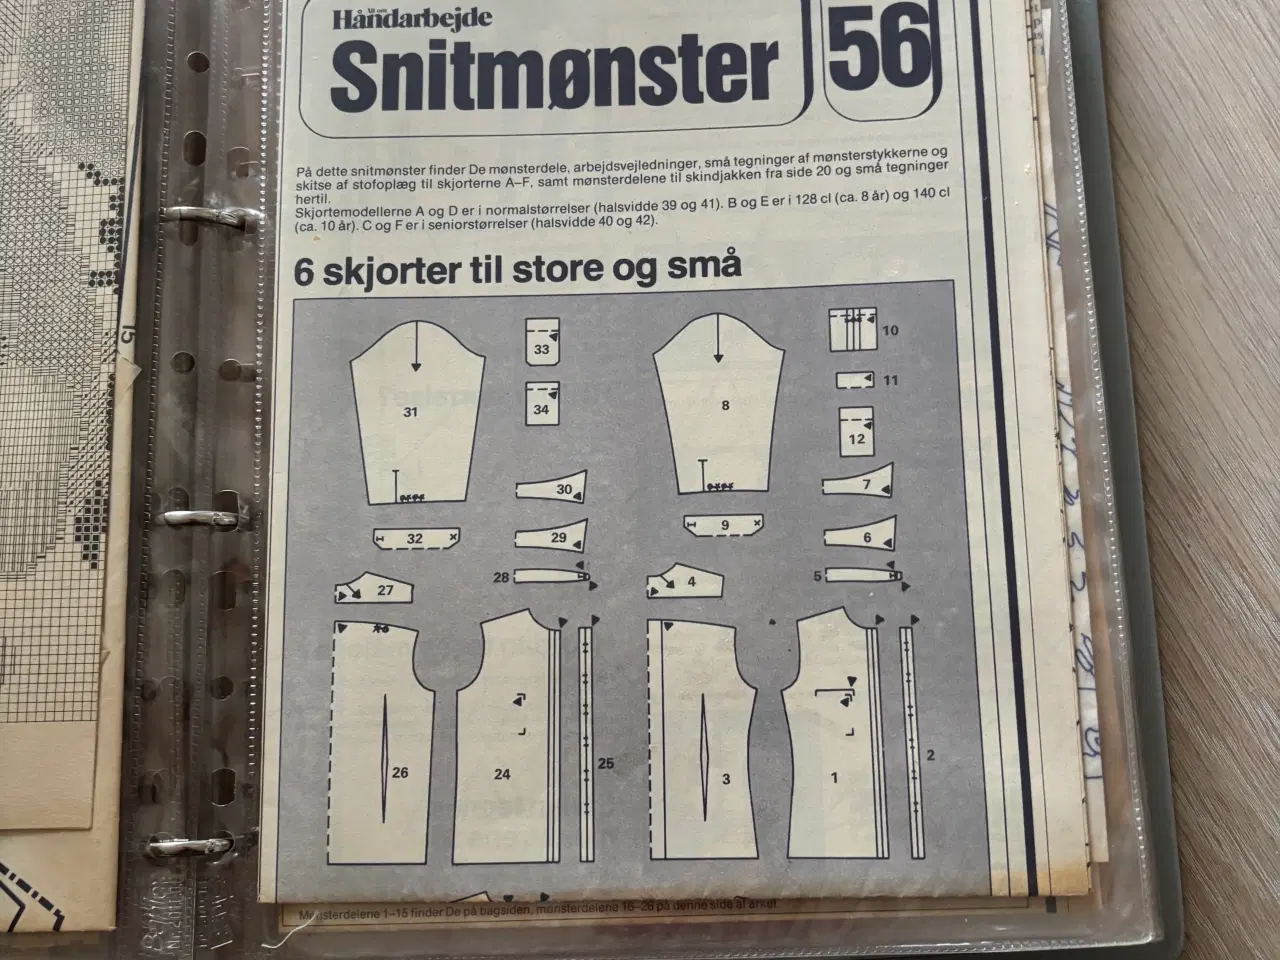 Alt om
Håndarbejde
Snitmønster
56
På dette snitmønster finder De mønsterdele, arbejdsvejledninger, små tegninger af mønsterstykkerne og
skitse af stofoplæg til skjorterne A–F, samt mønsterdelene til skindjakken fra side 20 og små tegninger
hertil.
Skjortemodellerne A og D er i normalstørrelser (halsvidde 39 og 41). B og E er i 128 cl (ca. 8 år) og 140 cl
(ca. 10 år). C og F er i seniorstørrelser (halsvidde 40 og 42).
6 skjorter til store og små
31
33
34
8
10
11
12
30
7
32
29
9
6
28
5
27
4
26
24
25
3
1
2
Mønsterdelene 1–15 finder De på bagsiden, mønsterdelene 16–26 på denne side af arket.
15